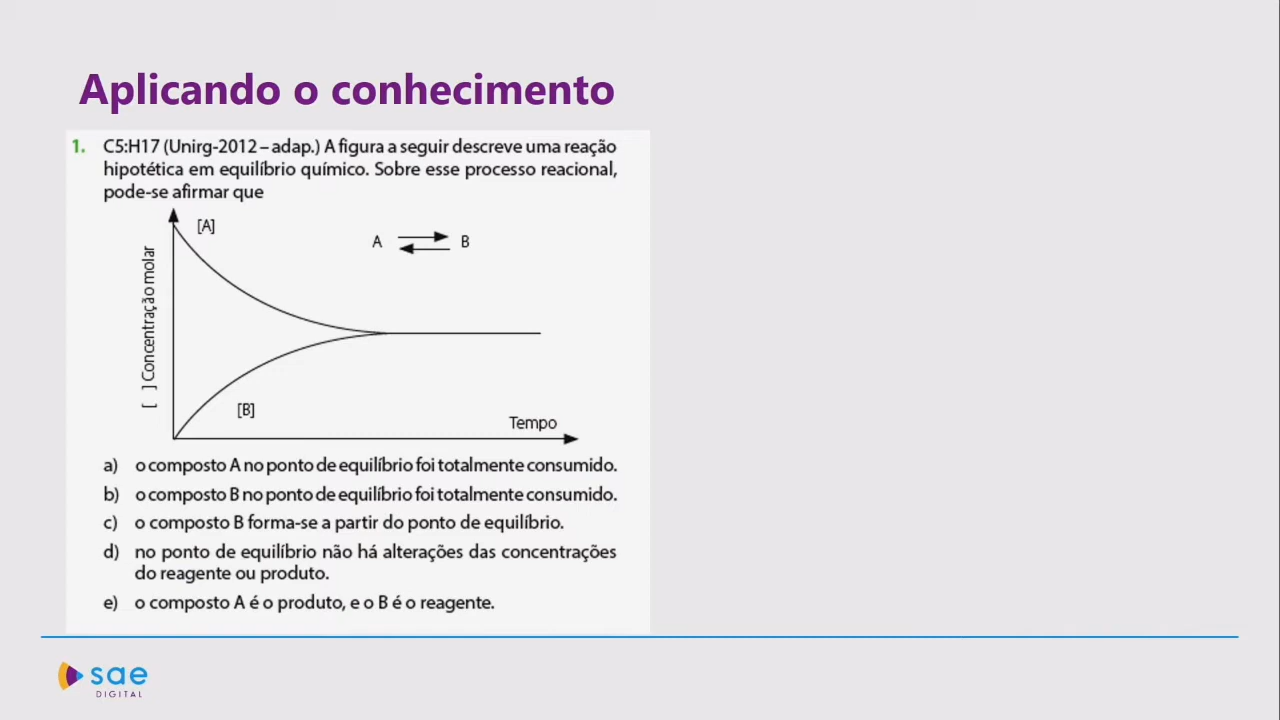 Aplicando o conhecimento
1. C5:H17 (Unirg-2012 – adap.) A figura a seguir descreve uma reação
hipotética em equilíbrio químico. Sobre esse processo reacional,
pode-se afirmar que
[A]
A B
[ ] Concentração molar
[B]
Tempo
a) o composto A no ponto de equilíbrio foi totalmente consumido.
b) o composto B no ponto de equilíbrio foi totalmente consumido.
c) o composto B forma-se a partir do ponto de equilíbrio.
d) no ponto de equilíbrio não há alterações das concentrações
do reagente ou produto.
e) o composto A é o produto, e o B é o reagente.
sae
DIGITAL